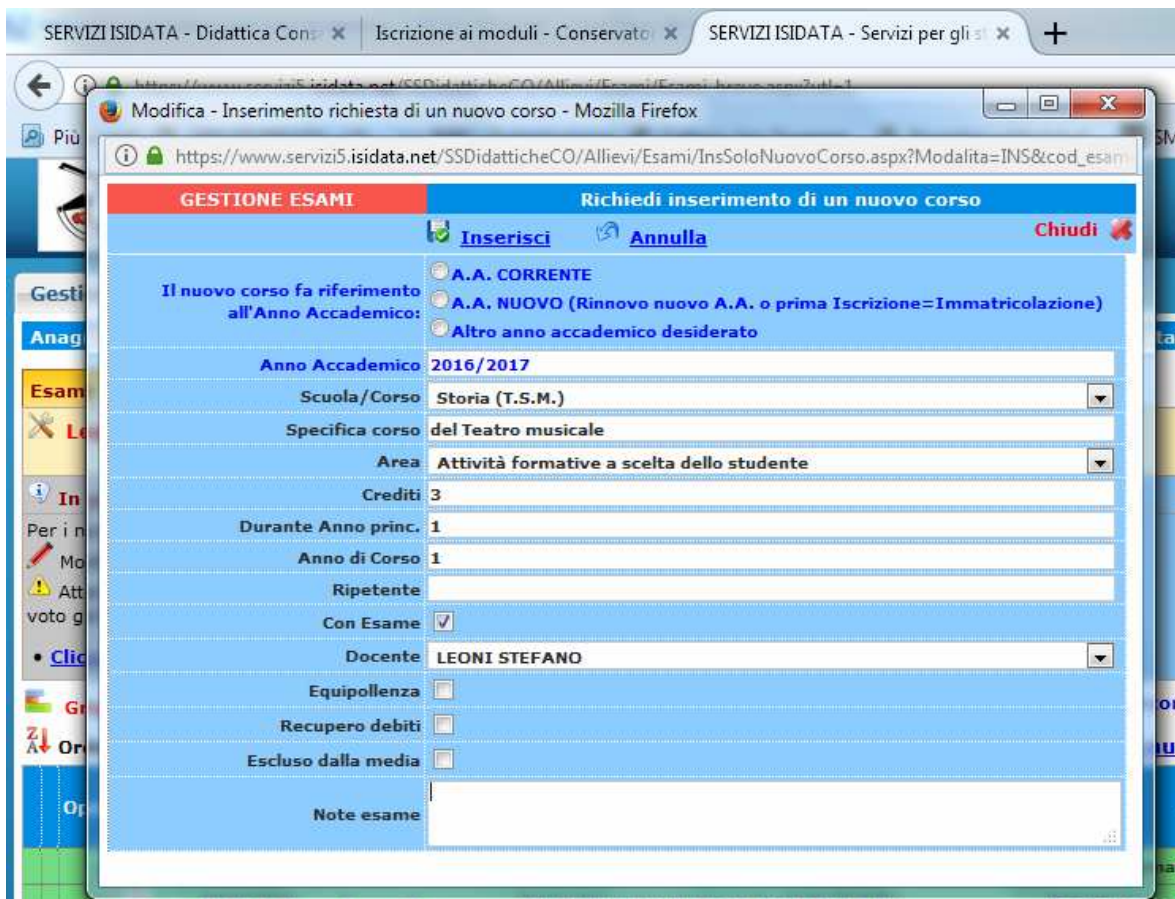 SERVIZI ISIDATA - Didattica Cons
Iscrizione ai moduli - Conservato
SERVIZI ISIDATA - Servizi per gli st
Più
Modifica - Inserimento richiesta di un nuovo corso - Mozilla Firefox
https://www.servizi5.isidata.net/SSDidatticheCO/Allievi/Esami/InsSoloNuovoCorso.aspx?Modalita=INS&cod_esam
GESTIONE ESAMI
Richiedi inserimento di un nuovo corso
Inserisci
Annulla
Chiudi
Il nuovo corso fa riferimento
all'Anno Accademico:
A.A. CORRENTE
A.A. NUOVO (Rinnovo nuovo A.A. o prima Iscrizione=Immatricolazione)
Altro anno accademico desiderato
Anno Accademico 2016/2017
Scuola/Corso Storia (T.S.M.)
Specifica corso del Teatro musicale
Area Attività formative a scelta dello studente
Crediti 3
Durante Anno princ. 1
Anno di Corso 1
Ripetente
Con Esame
Docente LEONI STEFANO
Equipollenza
Recupero debiti
Escluso dalla media
Note esame
Gesti
Anag
Esam
Le
In
Per i n
Mo
Att
voto g
• Clic
Gr
Or
Op